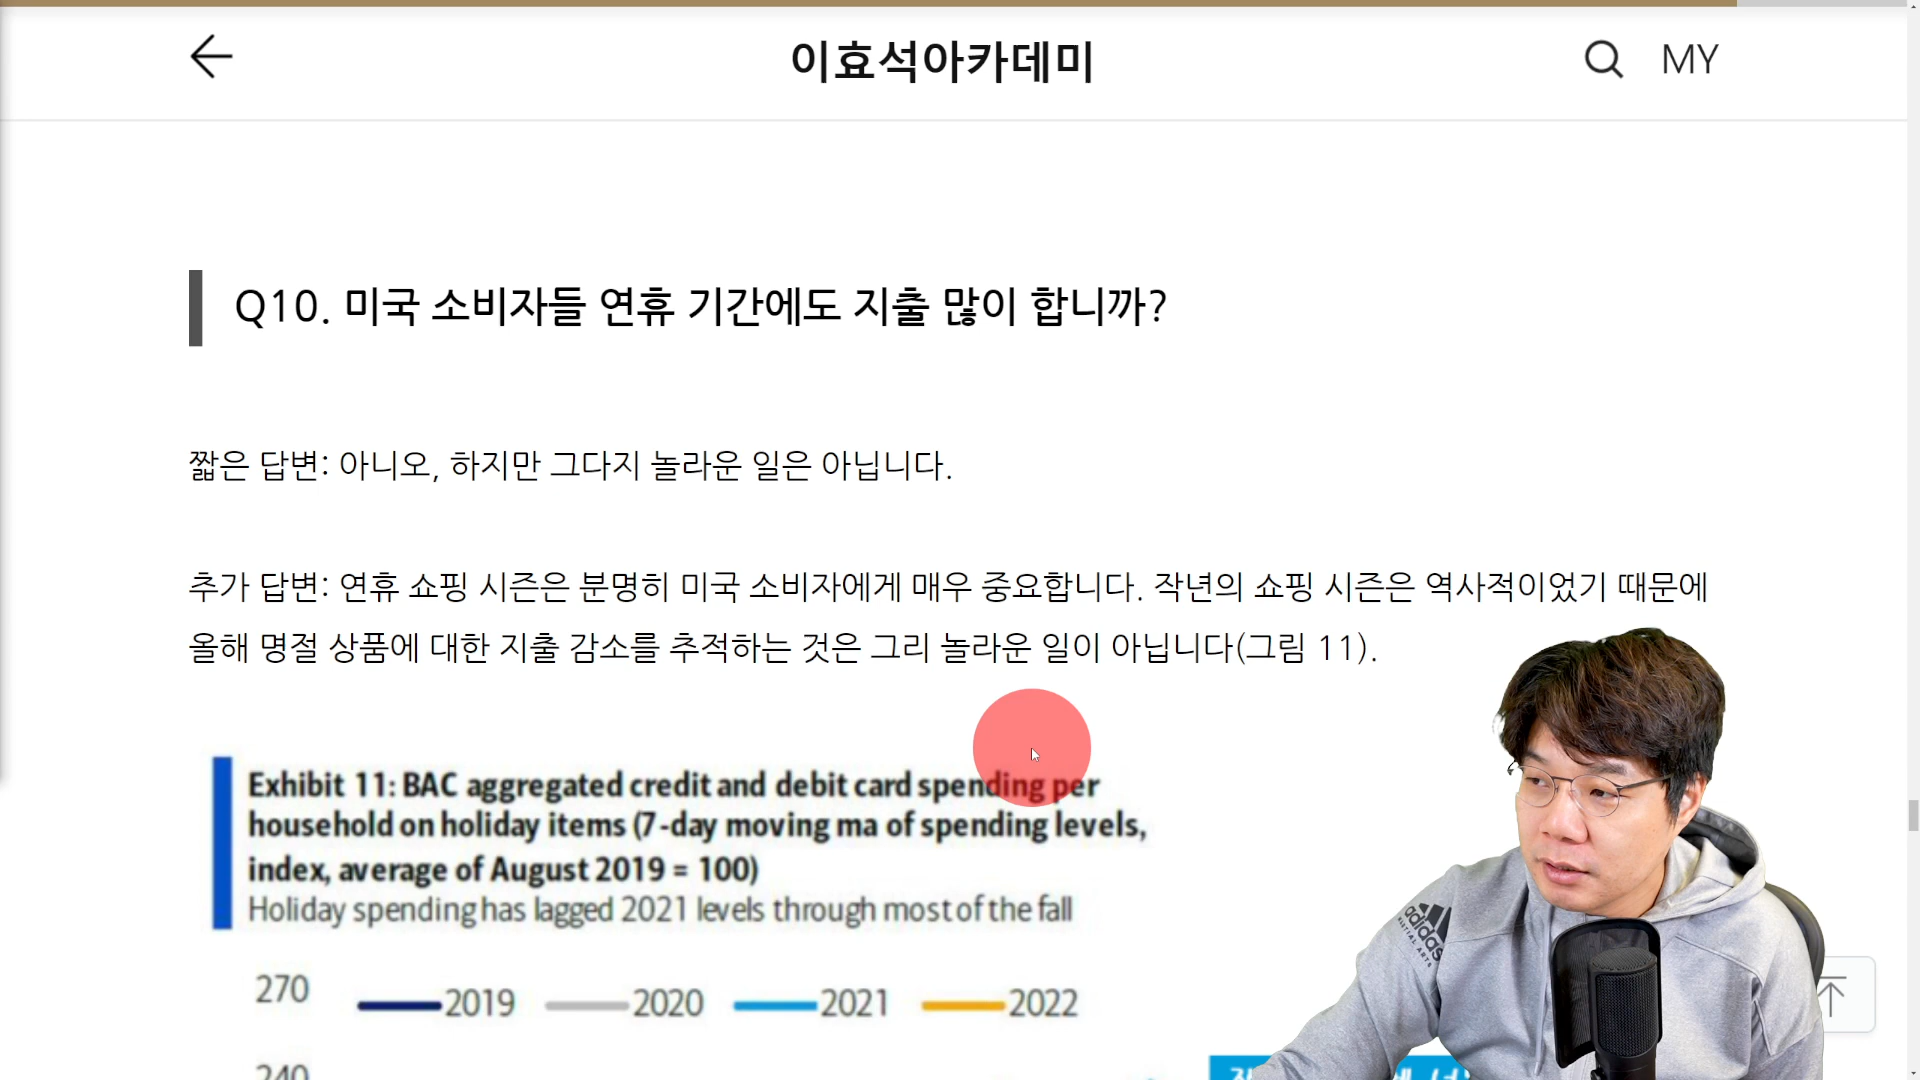 이효석아카데미
MY
Q10. 미국 소비자들 연휴 기간에도 지출 많이 합니까?
짧은 답변: 아니오, 하지만 그다지 놀라운 일은 아닙니다.
추가 답변: 연휴 쇼핑 시즌은 분명히 미국 소비자에게 매우 중요합니다. 작년의 쇼핑 시즌은 역사적이었기 때문에
올해 명절 상품에 대한 지출 감소를 추적하는 것은 그리 놀라운 일이 아닙니다(그림 11).
Exhibit 11: BAC aggregated credit and debit card spending per
household on holiday items (7-day moving ma of spending levels,
index, average of August 2019 = 100)
Holiday spending has lagged 2021 levels through most of the fall
270
2019 2020 2021 2022
240
adidas